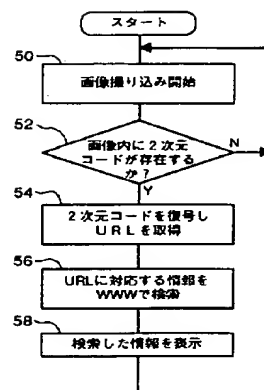 スタート
50
画像撮り込み開始
52
画像内に2次元
コードが存在する
か?
N
Y
54
2次元コードを復号し
URLを取得
56
URLに対応する情報を
WWWで検索
58
検索した情報を表示